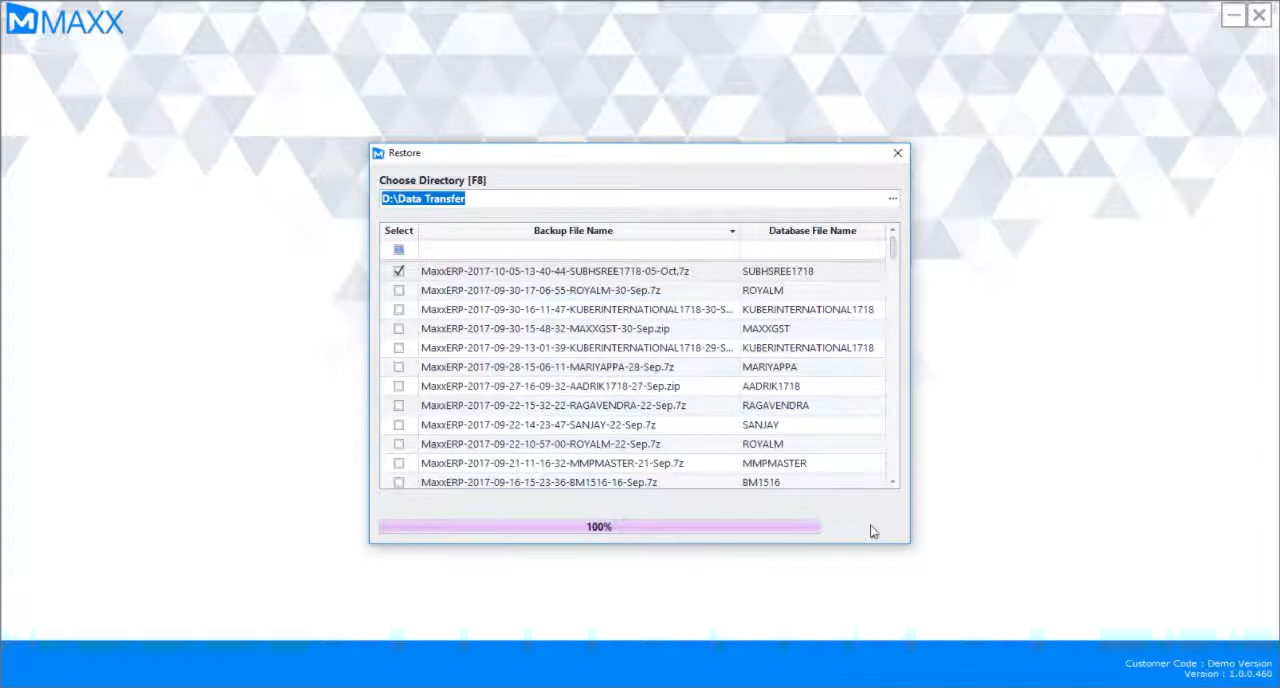 MMAXX
Restore
Choose Directory [F8]
D:\Data Transfer
...
Select Backup File Name Database File Name
MaxxERP-2017-10-05-13-40-44-SUBHSREE1718-05-Oct.7z SUBHSREE1718
MaxxERP-2017-09-30-17-06-55-ROYALM-30-Sep.7z ROYALM
MaxxERP-2017-09-30-16-11-47-KUBERINTERNATIONAL1718-30-S... KUBERINTERNATIONAL1718
MaxxERP-2017-09-30-15-48-32-MAXXGST-30-Sep.zip MAXXGST
MaxxERP-2017-09-29-13-01-39-KUBERINTERNATIONAL1718-29-S... KUBERINTERNATIONAL1718
MaxxERP-2017-09-28-15-06-11-MARIYAPPA-28-Sep.7z MARIYAPPA
MaxxERP-2017-09-27-16-09-32-AADRIK1718-27-Sep.zip AADRIK1718
MaxxERP-2017-09-22-15-32-22-RAGAVENDRA-22-Sep.7z RAGAVENDRA
MaxxERP-2017-09-22-14-23-47-SANJAY-22-Sep.7z SANJAY
MaxxERP-2017-09-22-10-57-00-ROYALM-22-Sep.7z ROYALM
MaxxERP-2017-09-21-11-16-32-MMPMASTER-21-Sep.7z MMPMASTER
MaxxERP-2017-09-16-15-23-36-BM1516-16-Sep.7z BM1516
100%
Customer Code : Demo Version
Version : 1.0.0.460